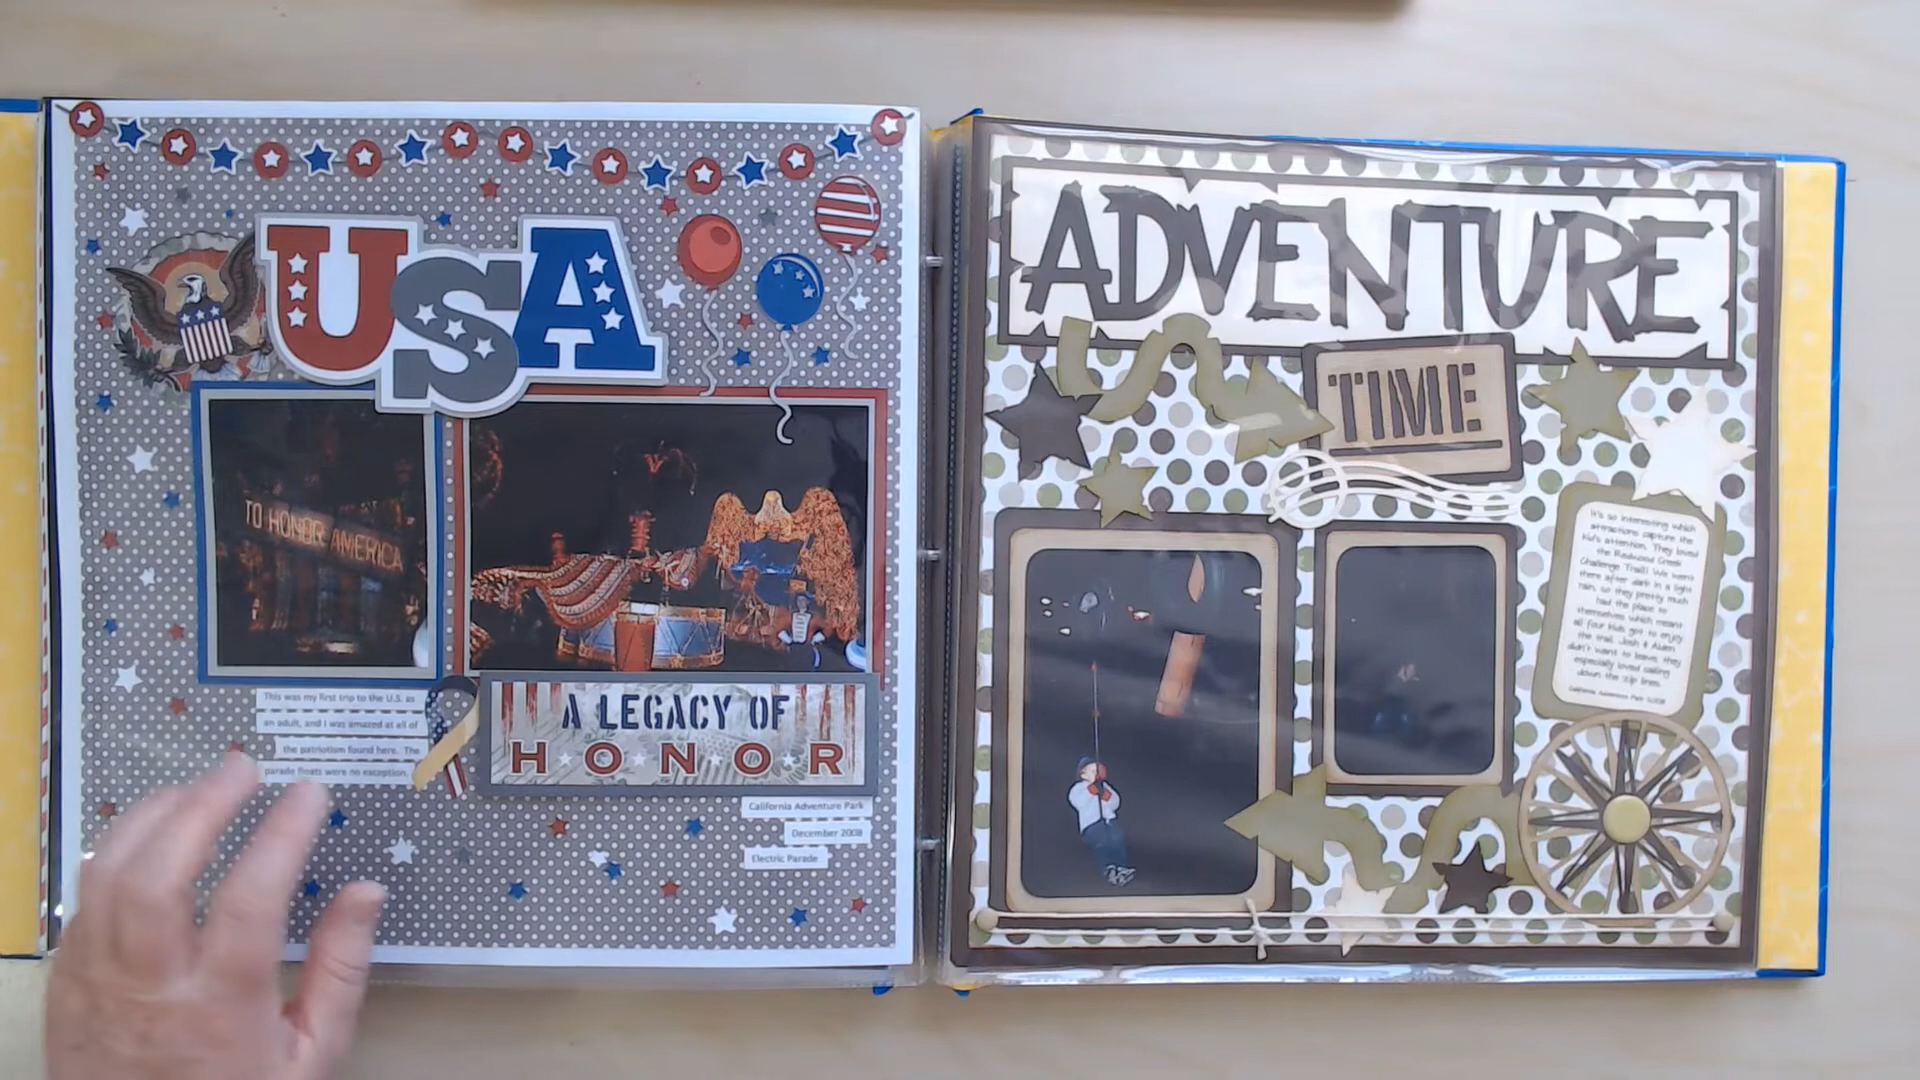 USA
TO HONOR AMERICA
This was my first trip to the U.S. as
an adult, and I was amazed at all of
the patriotism found here. The
parade floats were no exception.
A LEGACY OF
HONOR
California Adventure Park
December 2008
Electric Parade
ADVENTURE
TIME
It's so interesting which
attractions capture the
kid's attention. They loved
the Redwood Creek
Challenge Trail! We went
there after dark in a light
rain, so they pretty much
had the place to
themselves which meant
all four kids got to enjoy
the trail. Josh & Aiden
didn't want to leave, they
especially loved sailing
down the zip lines.
California Adventure Park